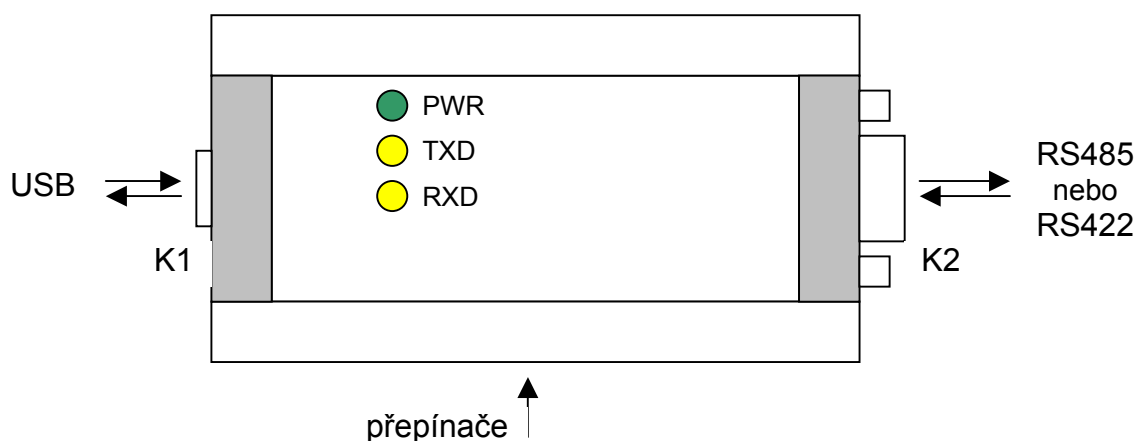 PWR
TXD
RXD
USB
K1
RS485
nebo
RS422
K2
přepínače